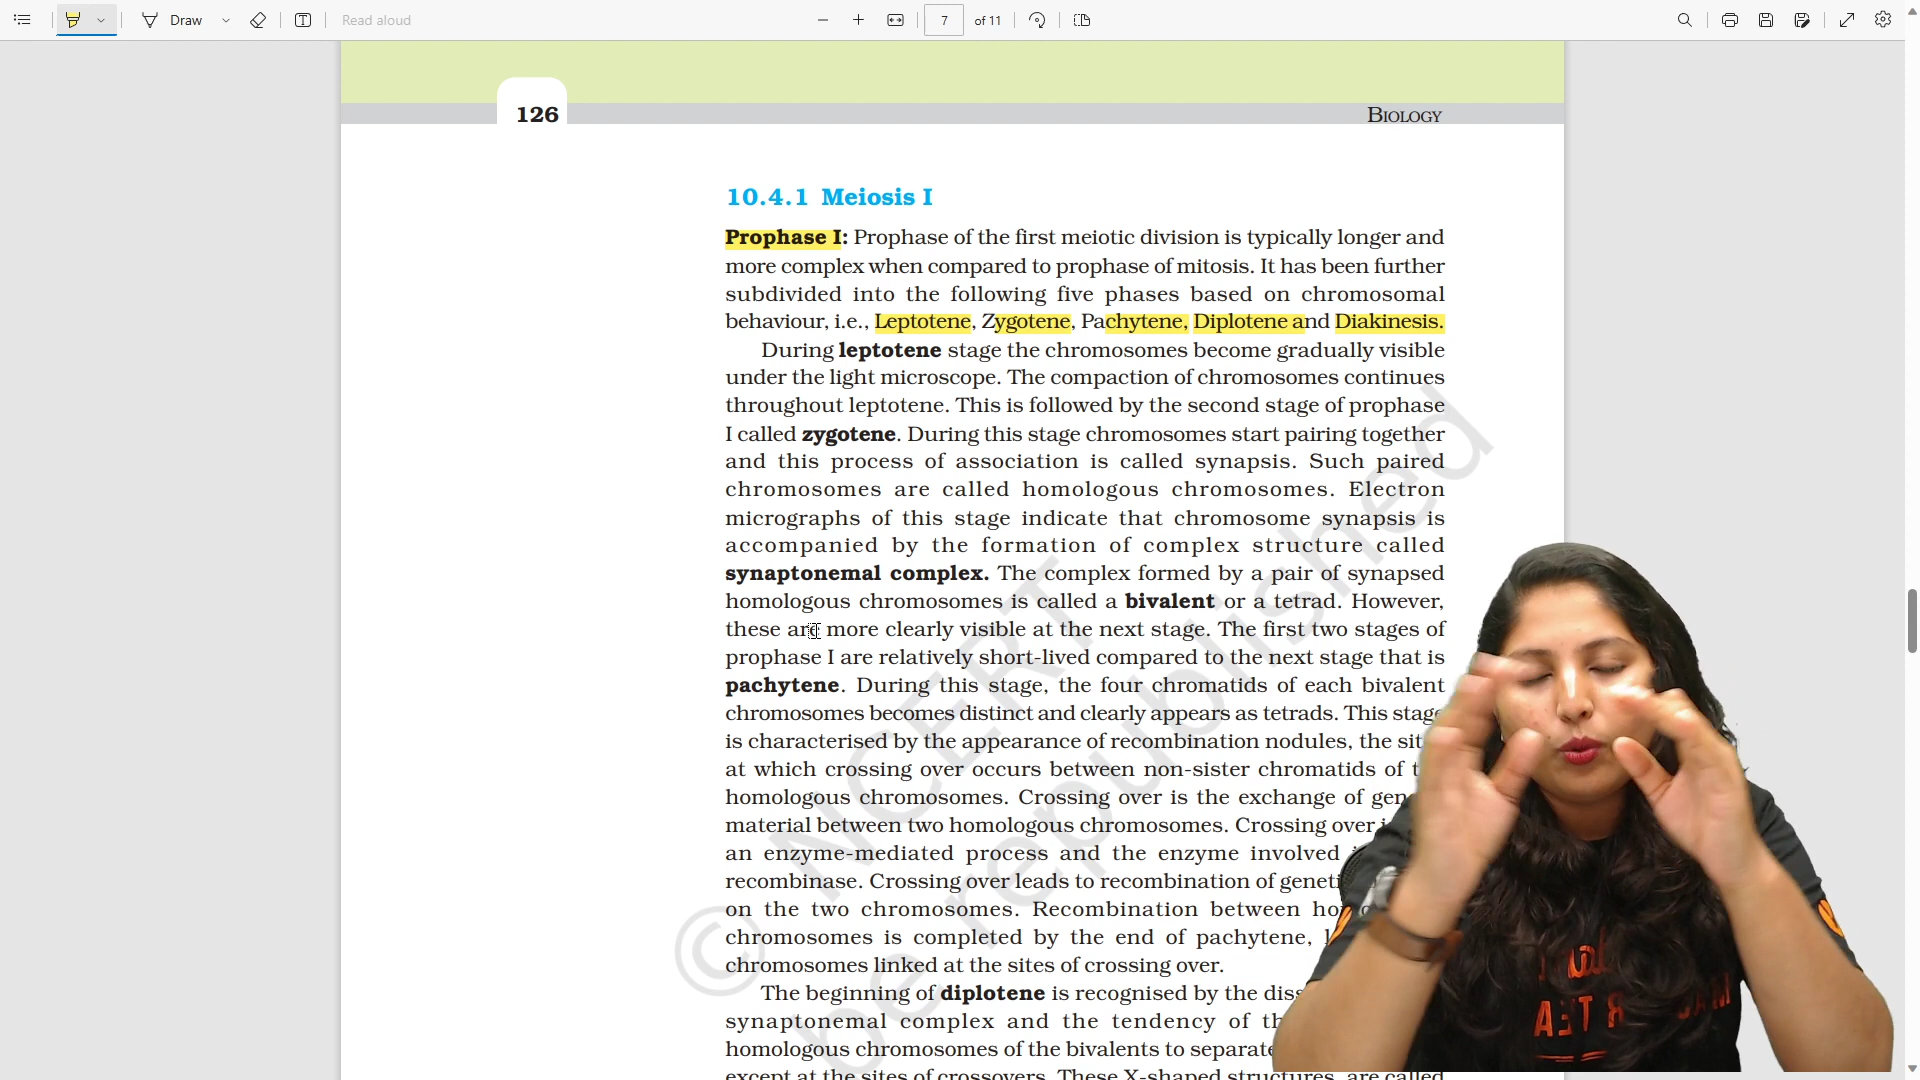 Draw
Read aloud
7
of 11
126
BIOLOGY
10.4.1 Meiosis I
Prophase I: Prophase of the first meiotic division is typically longer and
more complex when compared to prophase of mitosis. It has been further
subdivided into the following five phases based on chromosomal
behaviour, i.e., Leptotene, Zygotene, Pachytene, Diplotene and Diakinesis.
During leptotene stage the chromosomes become gradually visible
under the light microscope. The compaction of chromosomes continues
throughout leptotene. This is followed by the second stage of prophase
I called zygotene. During this stage chromosomes start pairing together
and this process of association is called synapsis. Such paired
chromosomes are called homologous chromosomes. Electron
micrographs of this stage indicate that chromosome synapsis is
accompanied by the formation of complex structure called
synaptonemal complex. The complex formed by a pair of synapsed
homologous chromosomes is called a bivalent or a tetrad. However,
these are more clearly visible at the next stage. The first two stages of
prophase I are relatively short-lived compared to the next stage that is
pachytene. During this stage, the four chromatids of each bivalent
chromosomes becomes distinct and clearly appears as tetrads. This stage
is characterised by the appearance of recombination nodules, the
at which crossing over occurs between non-sister chromatids of
homologous chromosomes. Crossing over is the exchange of
material between two homologous chromosomes. Crossing over
an enzyme-mediated process and the enzyme involved
recombinase. Crossing over leads to recombination of
on the two chromosomes. Recombination between
chromosomes is completed by the end of pachytene,
chromosomes linked at the sites of crossing over.
The beginning of diplotene is recognised by the
synaptonemal complex and the tendency of
homologous chromosomes of the bivalents to separate
except at the sites of crossovers. These X-shaped structures, are called
© NCERT
be republished